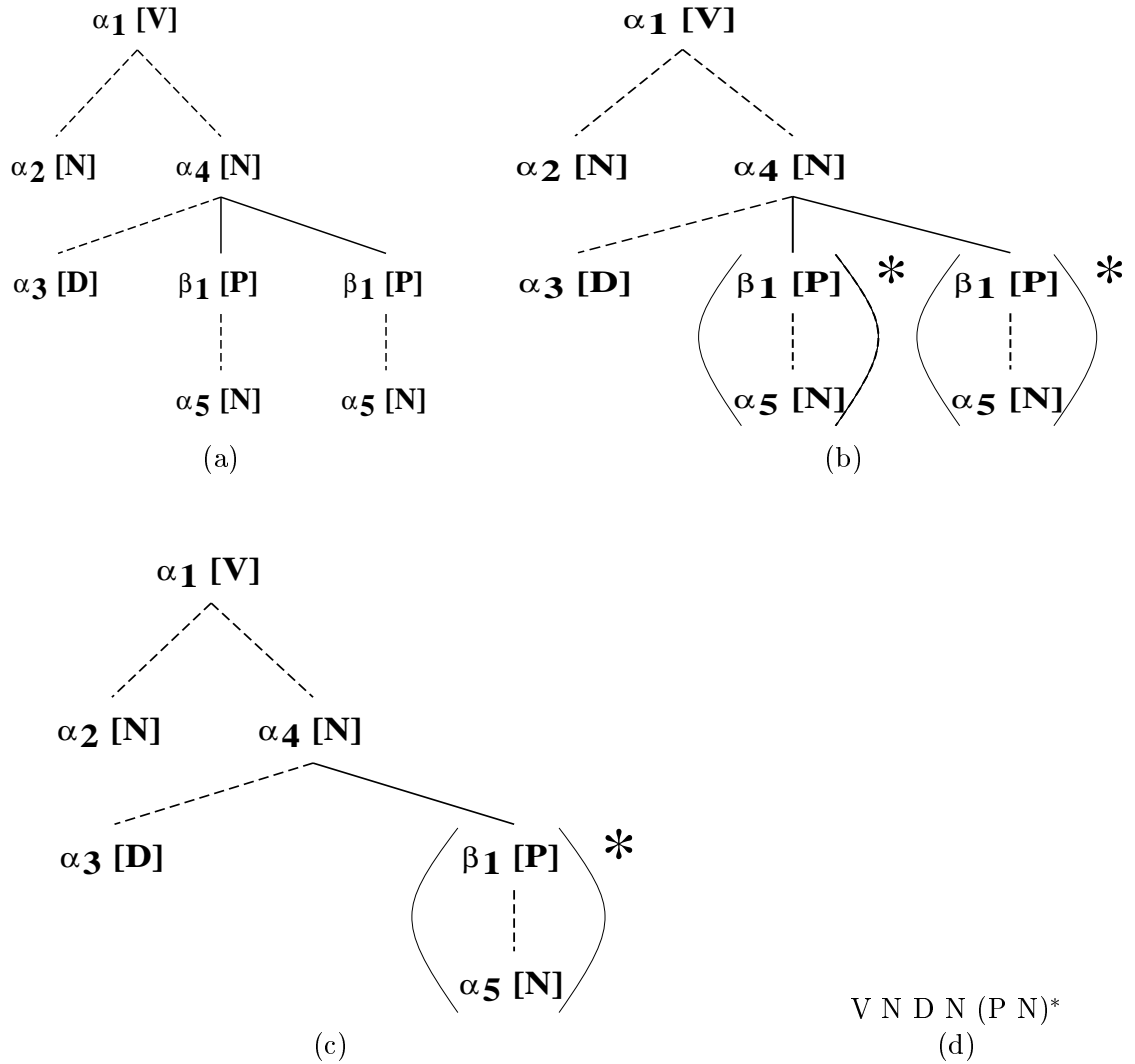 α1 [V]
α2 [N] α4 [N]
α3 [D] β1 [P] β1 [P]
α5 [N] α5 [N]
(a)
α1 [V]
α2 [N] α4 [N]
α3 [D] (β1 [P] * (β1 [P] *
α5 [N]) α5 [N])
(b)
α1 [V]
α2 [N] α4 [N]
α3 [D] (β1 [P] *
α5 [N])
(c)
V N D N (P N)*
(d)